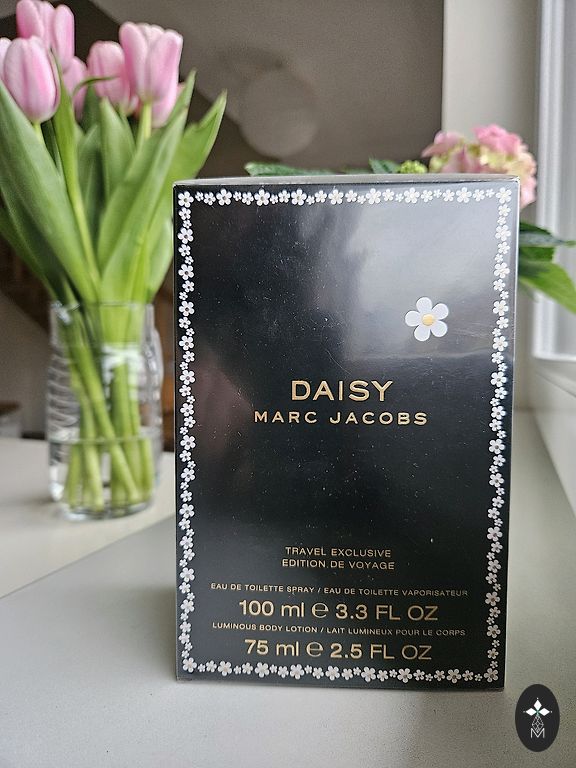 DAISY
MARC JACOBS
TRAVEL EXCLUSIVE
EDITION DE VOYAGE
EAU DE TOILETTE SPRAY / EAU DE TOILETTE VAPORISATEUR
100 ml ℮ 3.3 FL OZ
LUMINOUS BODY LOTION / LAIT LUMINEUX POUR LE CORPS
75 ml ℮ 2.5 FL OZ